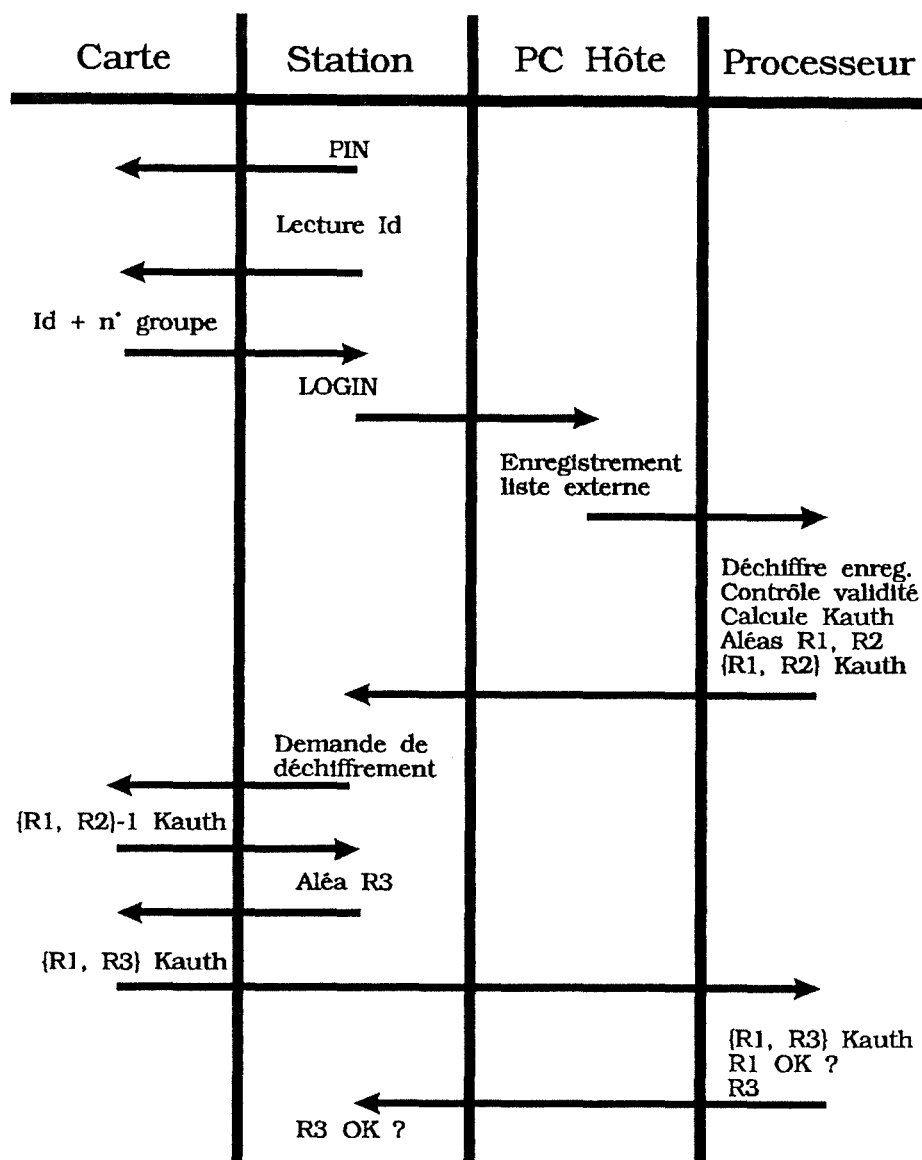 Carte
Station
PC Hôte
Processeur
PIN
Lecture Id
Id + n° groupe
LOGIN
Enregistrement
liste externe
Déchiffre enreg.
Contrôle validité
Calcule Kauth
Aléas R1, R2
{R1, R2} Kauth
Demande de
déchiffrement
{R1, R2}-1 Kauth
Aléa R3
{R1, R3} Kauth
{R1, R3} Kauth
R1 OK ?
R3
R3 OK ?